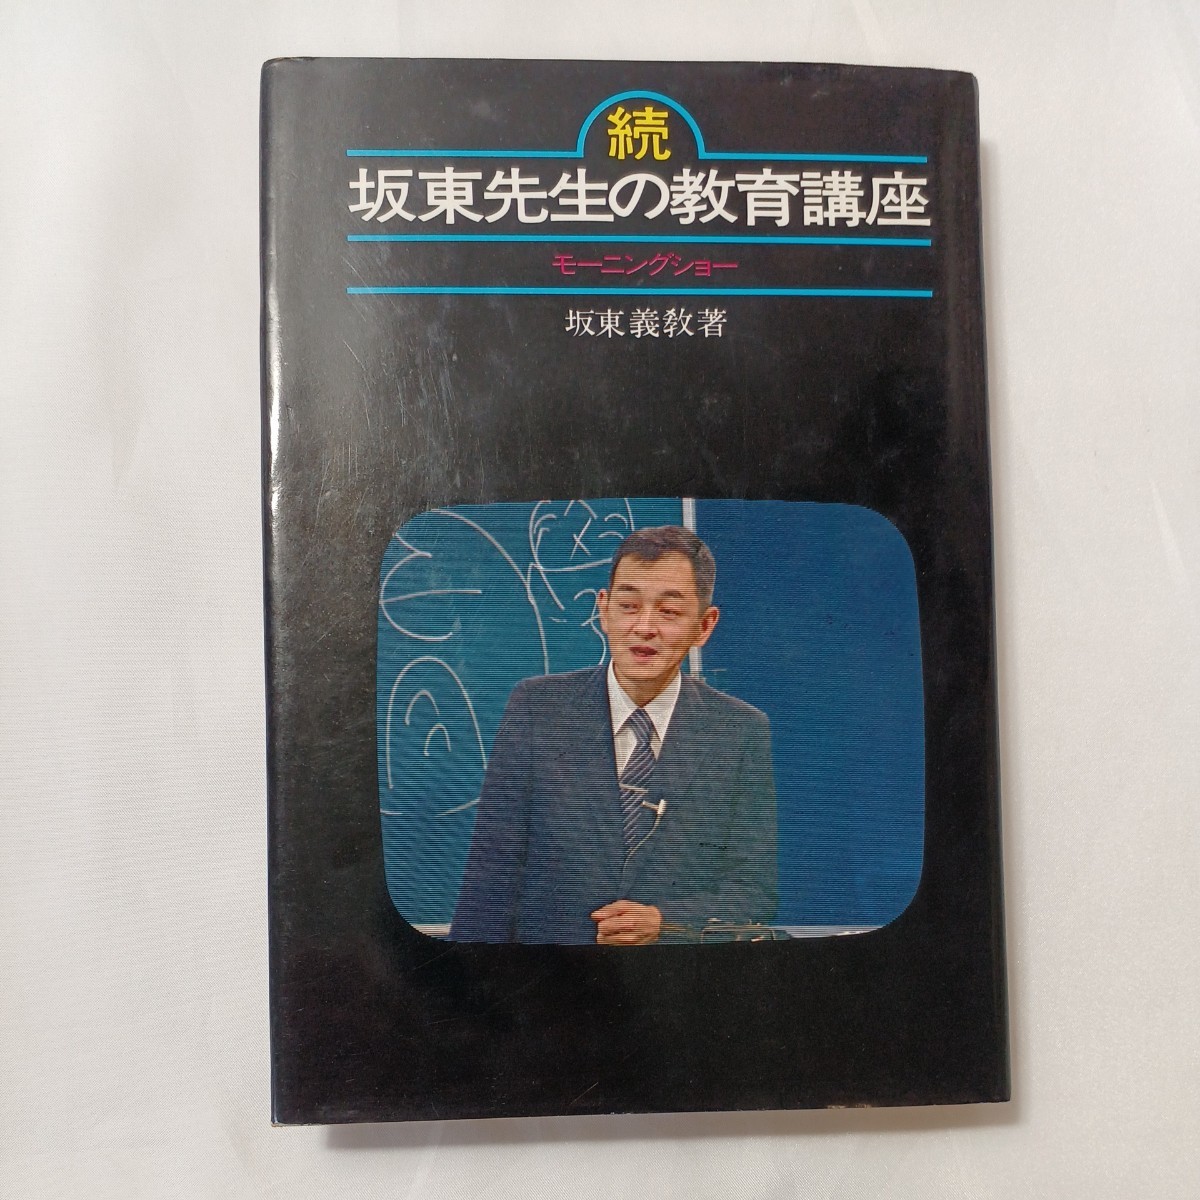 続
坂東先生の教育講座
モーニングショー
坂東義教著